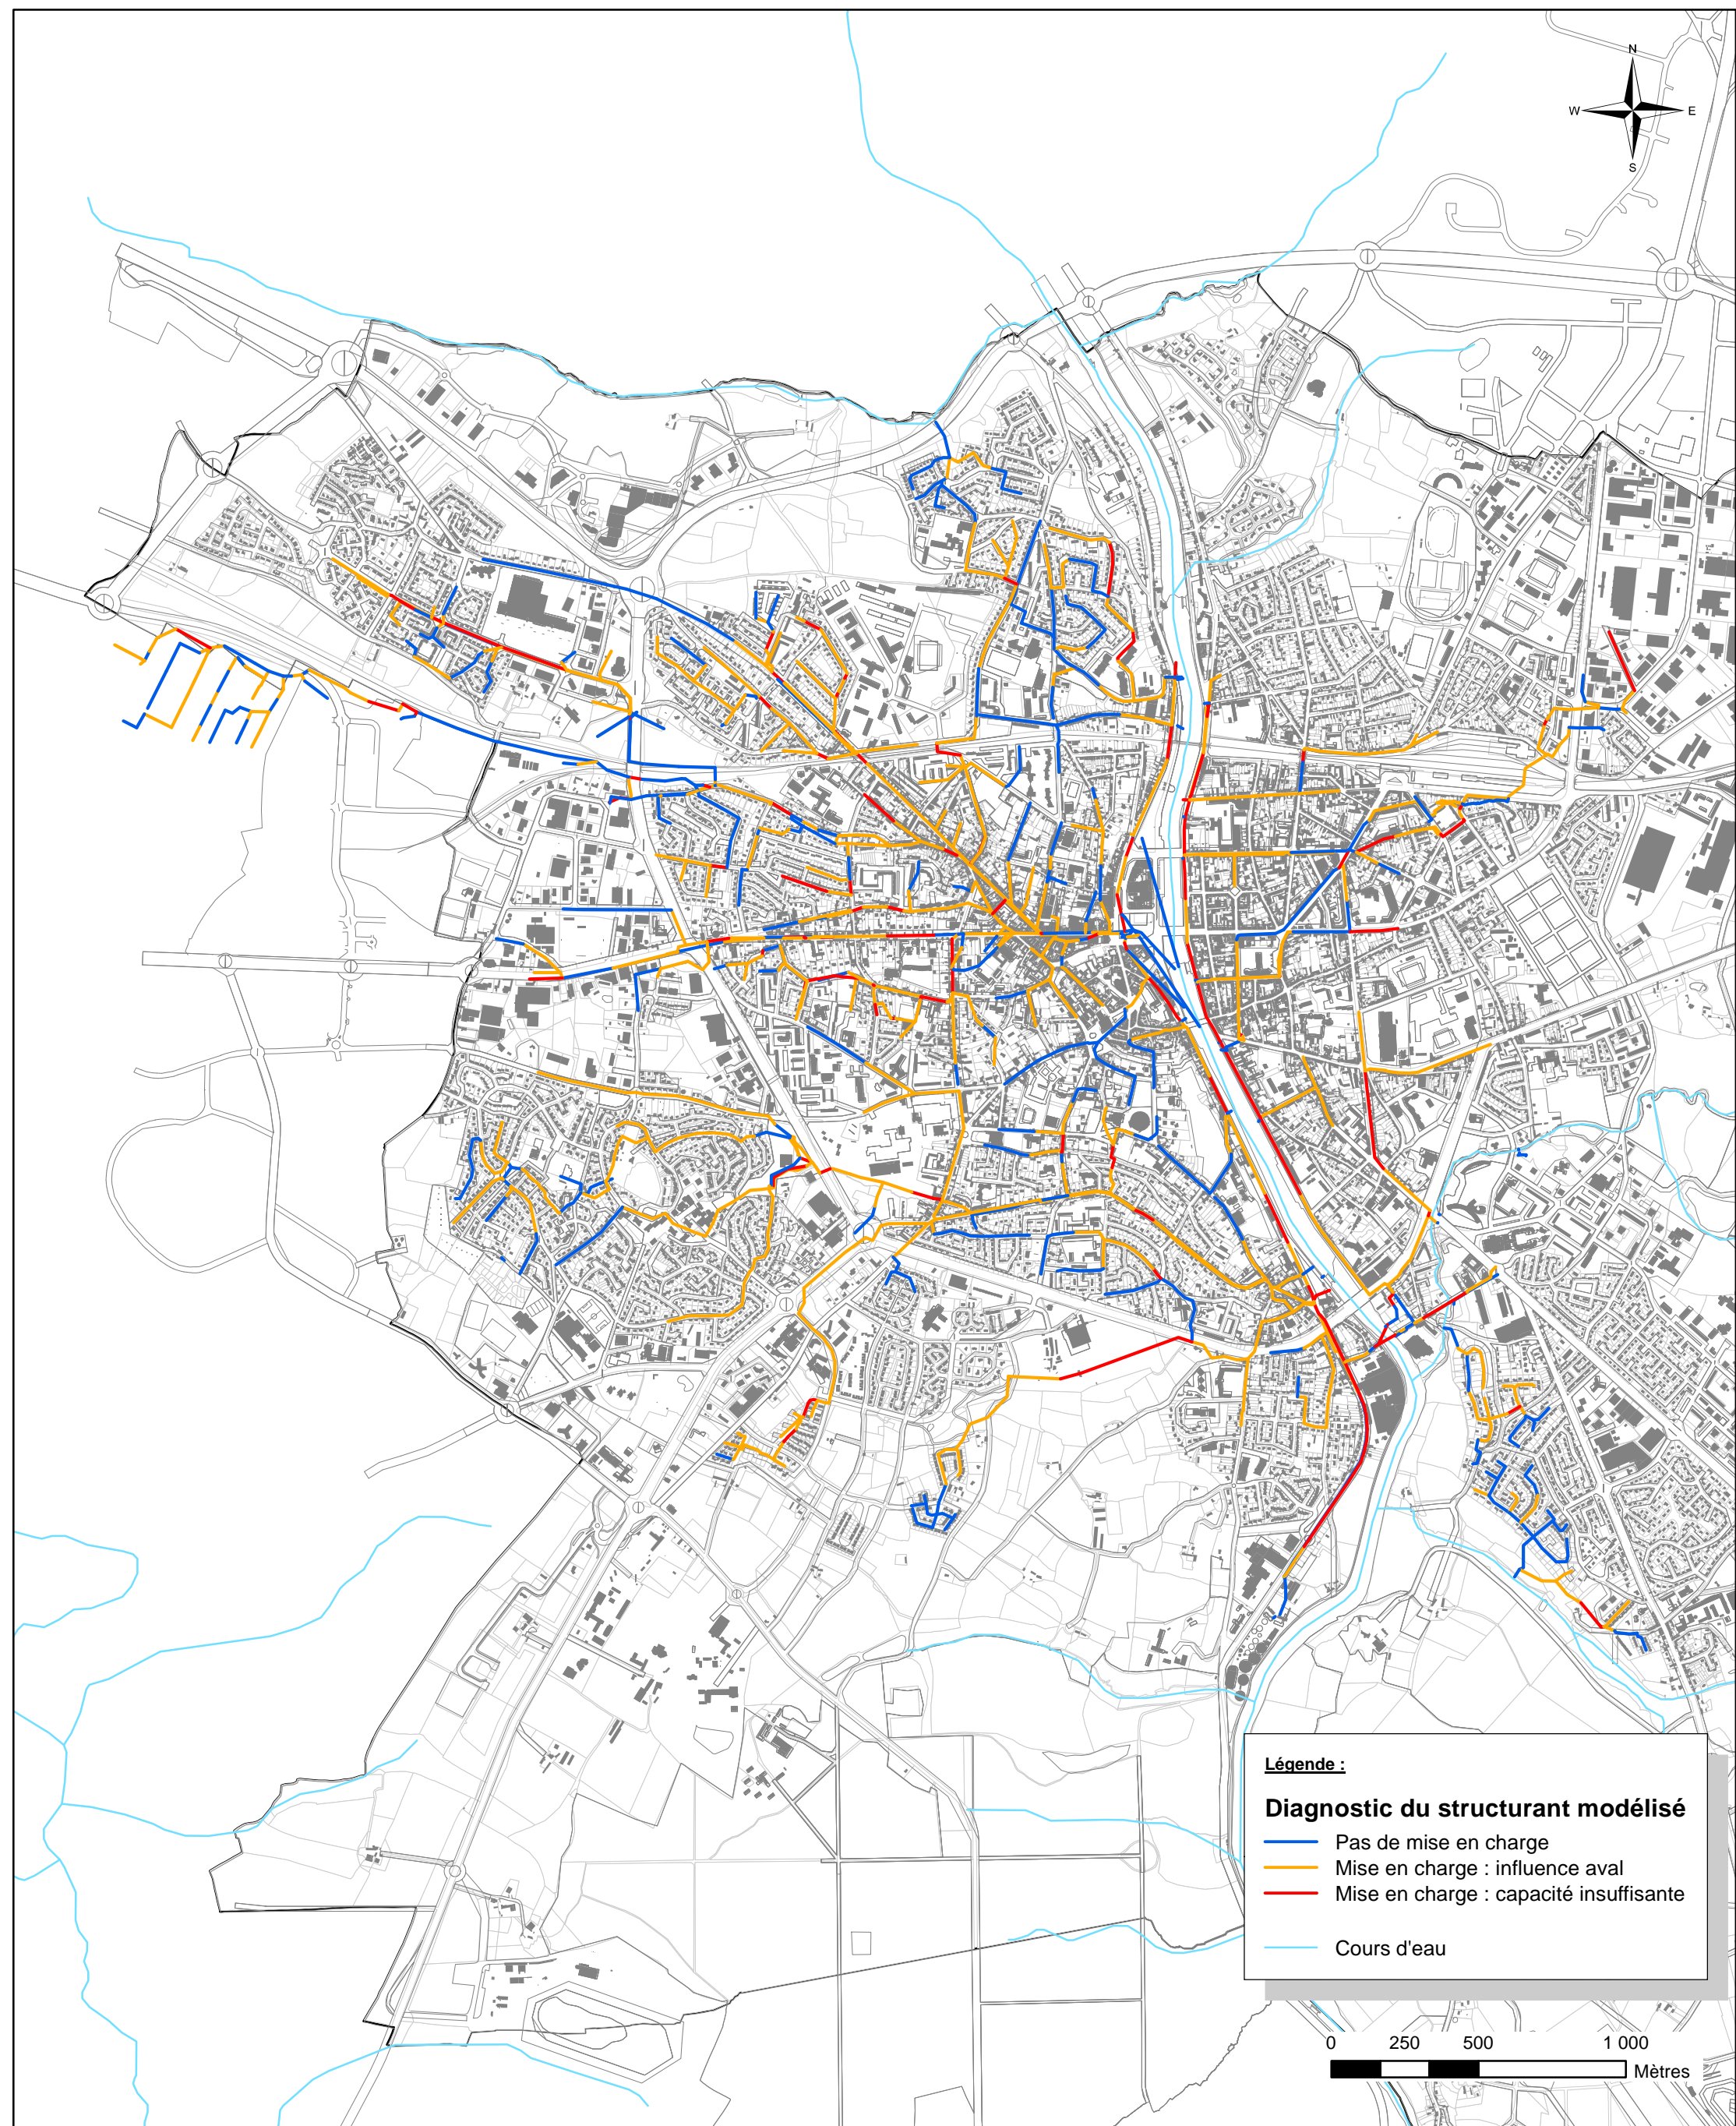 N
W E
S
Légende :
Diagnostic du structurant modélisé
Pas de mise en charge
Mise en charge : influence aval
Mise en charge : capacité insuffisante
Cours d'eau
0 250 500 1 000
Mètres